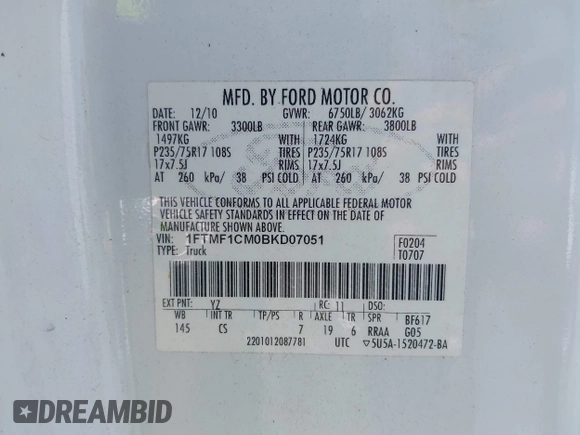 MFD. BY FORD MOTOR CO.
DATE: 12/10 GVWR: 6750LB/ 3062KG
FRONT GAWR: 3300LB REAR GAWR: 3800LB
1497KG WITH 1724KG WITH
P235/75R17 108S TIRES P235/75R17 108S TIRES
17x7.5J RIMS 17x7.5J RIMS
AT 260 kPa/ 38 PSI COLD AT 260 kPa/ 38 PSI COLD
THIS VEHICLE CONFORMS TO ALL APPLICABLE FEDERAL MOTOR
VEHICLE SAFETY STANDARDS IN EFFECT ON THE DATE OF
MANUFACTURE SHOWN ABOVE.
VIN: 1FTMF1CM0BKD07051 F0204
TYPE: Truck T0707
EXT PNT: YZ RC: 11 DSO:
WB INT TR TP/PS R AXLE TR SPR BF617
145 CS 7 19 6 RRAA G05
2201012087781 UTC ▽5U5A-1520472-BA
DREAMBID